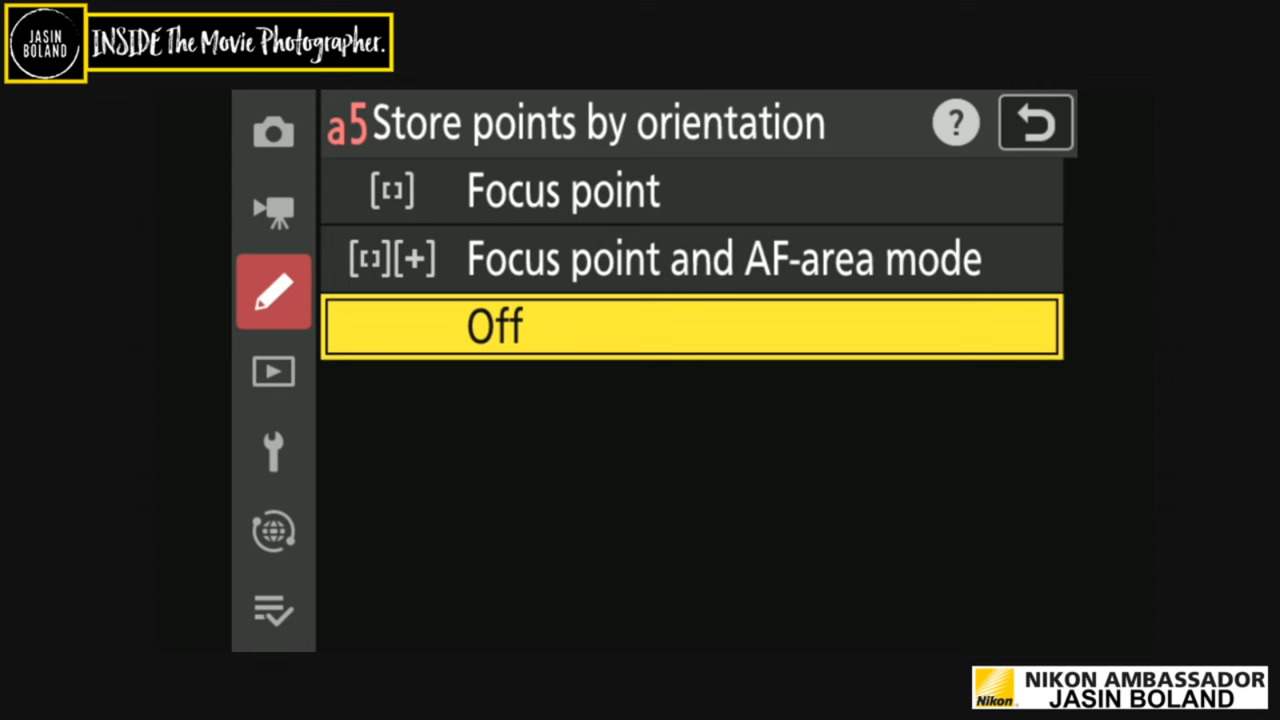 JASIN
BOLAND
INSIDE The Movie Photographer.
a5 Store points by orientation
?
Focus point
Focus point and AF-area mode
Off
Nikon
NIKON AMBASSADOR
JASIN BOLAND